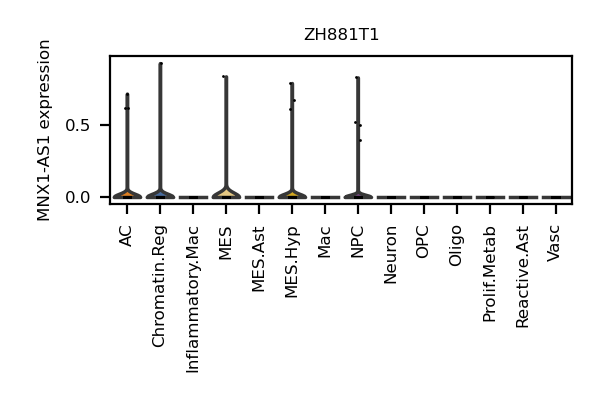 ZH881T1
MNX1-AS1 expression
0.5
0.0
AC
Chromatin.Reg
Inflammatory.Mac
MES
MES.Ast
MES.Hyp
Mac
NPC
Neuron
OPC
Oligo
Prolif.Metab
Reactive.Ast
Vasc